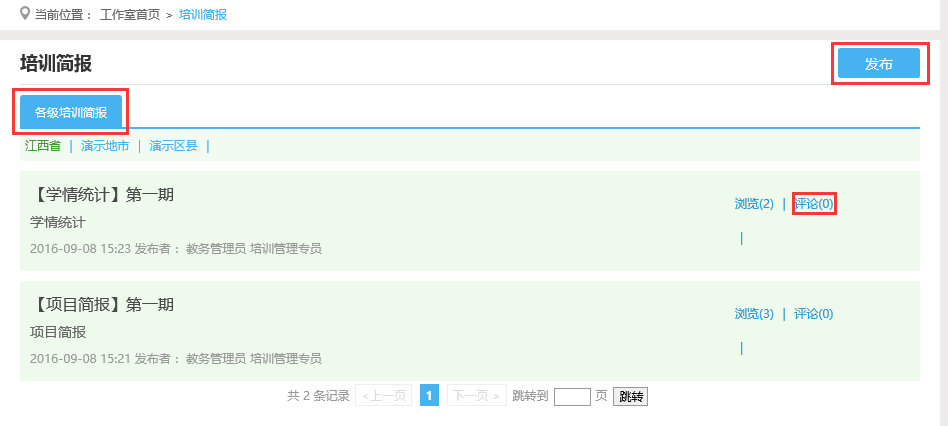 当前位置： 工作室首页 > 培训简报
培训简报
发布
各级培训简报
江西省 | 演示地市 | 演示区县 |
【学情统计】第一期
浏览(2) | 评论(0)
学情统计
|
2016-09-08 15:23 发布者： 教务管理员 培训管理专员
【项目简报】第一期
浏览(3) | 评论(0)
项目简报
|
2016-09-08 15:21 发布者： 教务管理员 培训管理专员
共 2 条记录 <上一页 1 下一页 > 跳转到 页 跳转